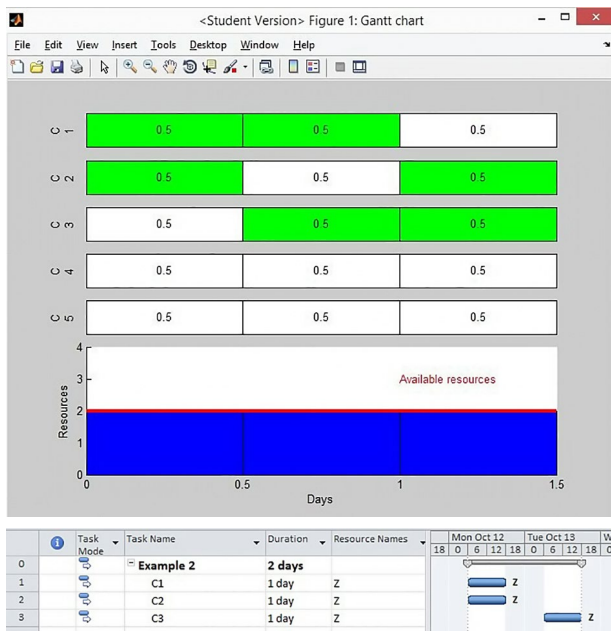 <Student Version> Figure 1: Gantt chart
File Edit View Insert Tools Desktop Window Help
C 1 0.5 0.5 0.5
C 2 0.5 0.5 0.5
C 3 0.5 0.5 0.5
C 4 0.5 0.5 0.5
C 5 0.5 0.5 0.5
4
3 Available resources
2
1
0
Resources
0 0.5 1 1.5
Days
Task Mode Task Name Duration Resource Names Mon Oct 12 Tue Oct 13 W
18 0 6 12 18 0 6 12 18 0
0 Example 2 2 days
1 C1 1 day Z Z
2 C2 1 day Z Z
3 C3 1 day Z Z